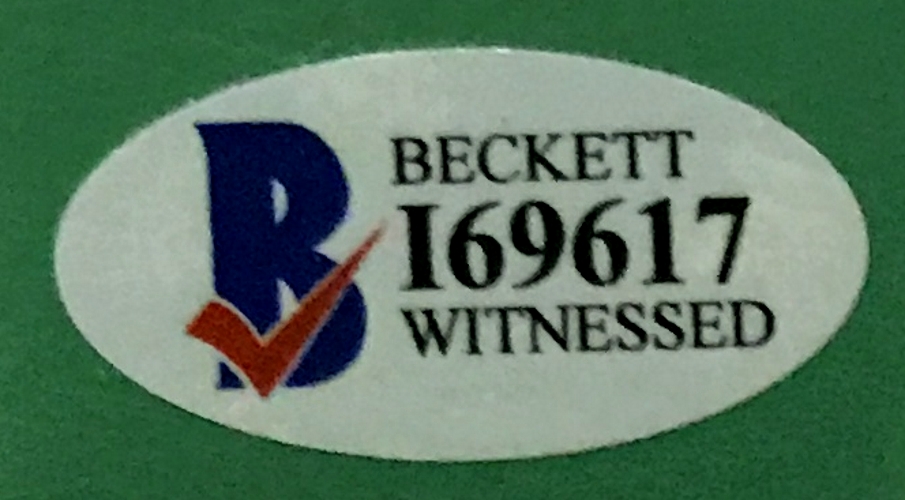 B
BECKETT
I69617
WITNESSED